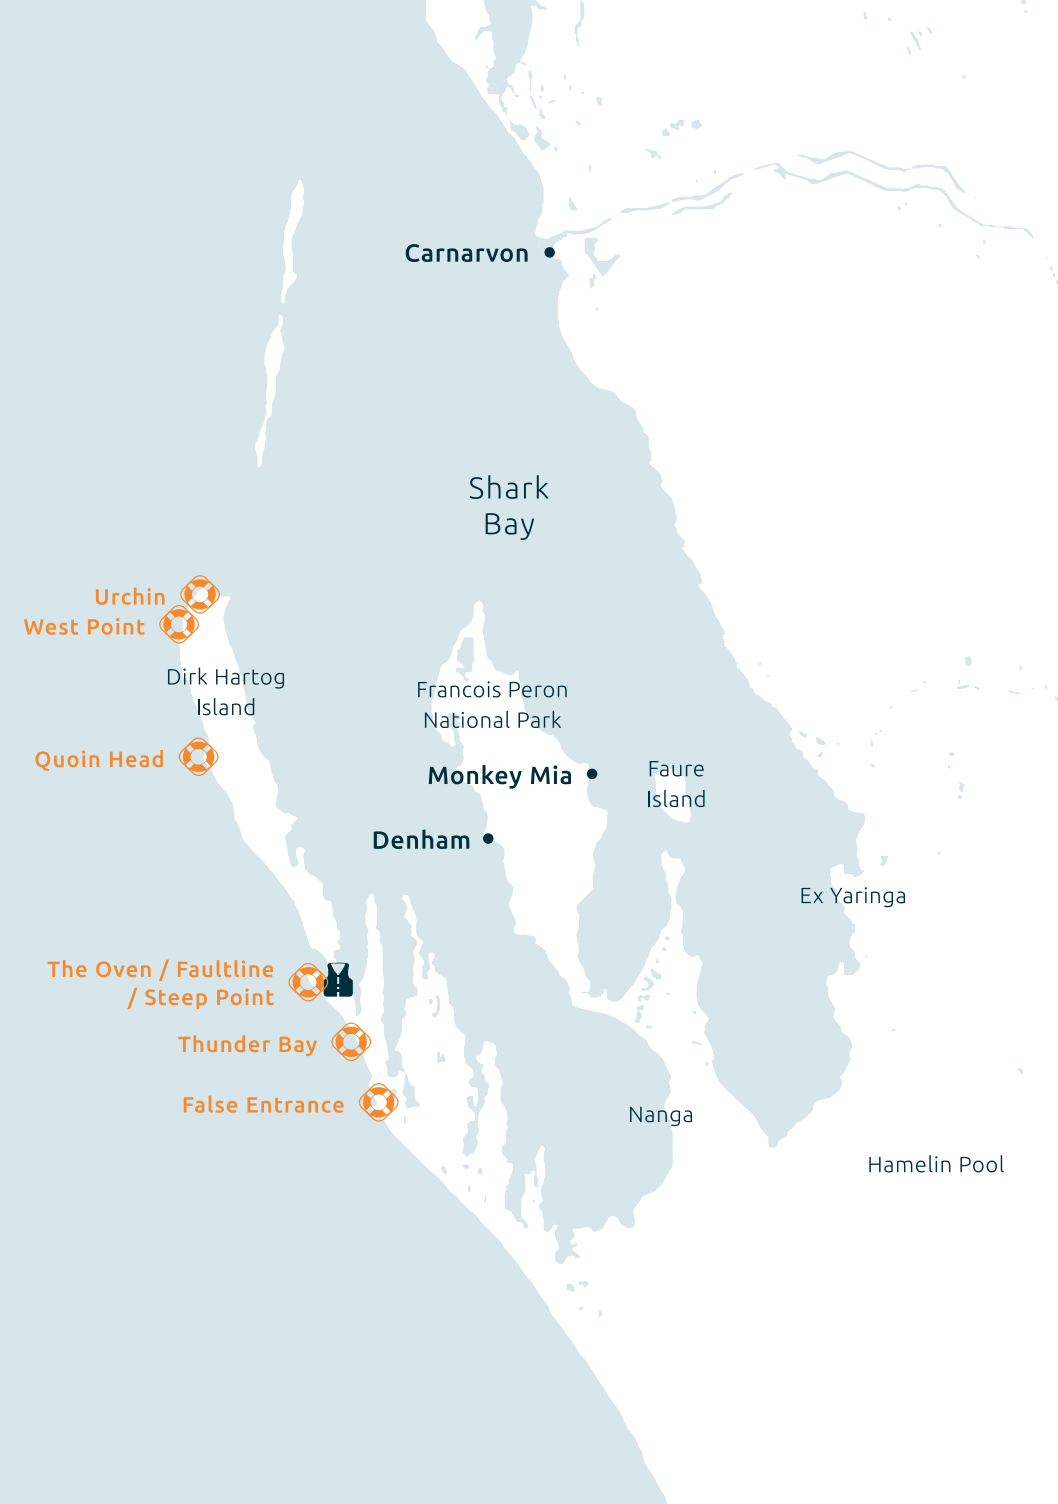 Carnarvon
Shark
Bay
Urchin
West Point
Dirk Hartog
Island
Francois Peron
National Park
Quoin Head
Monkey Mia
Faure
Island
Denham
Ex Yaringa
The Oven / Faultline
/ Steep Point
Thunder Bay
False Entrance
Nanga
Hamelin Pool